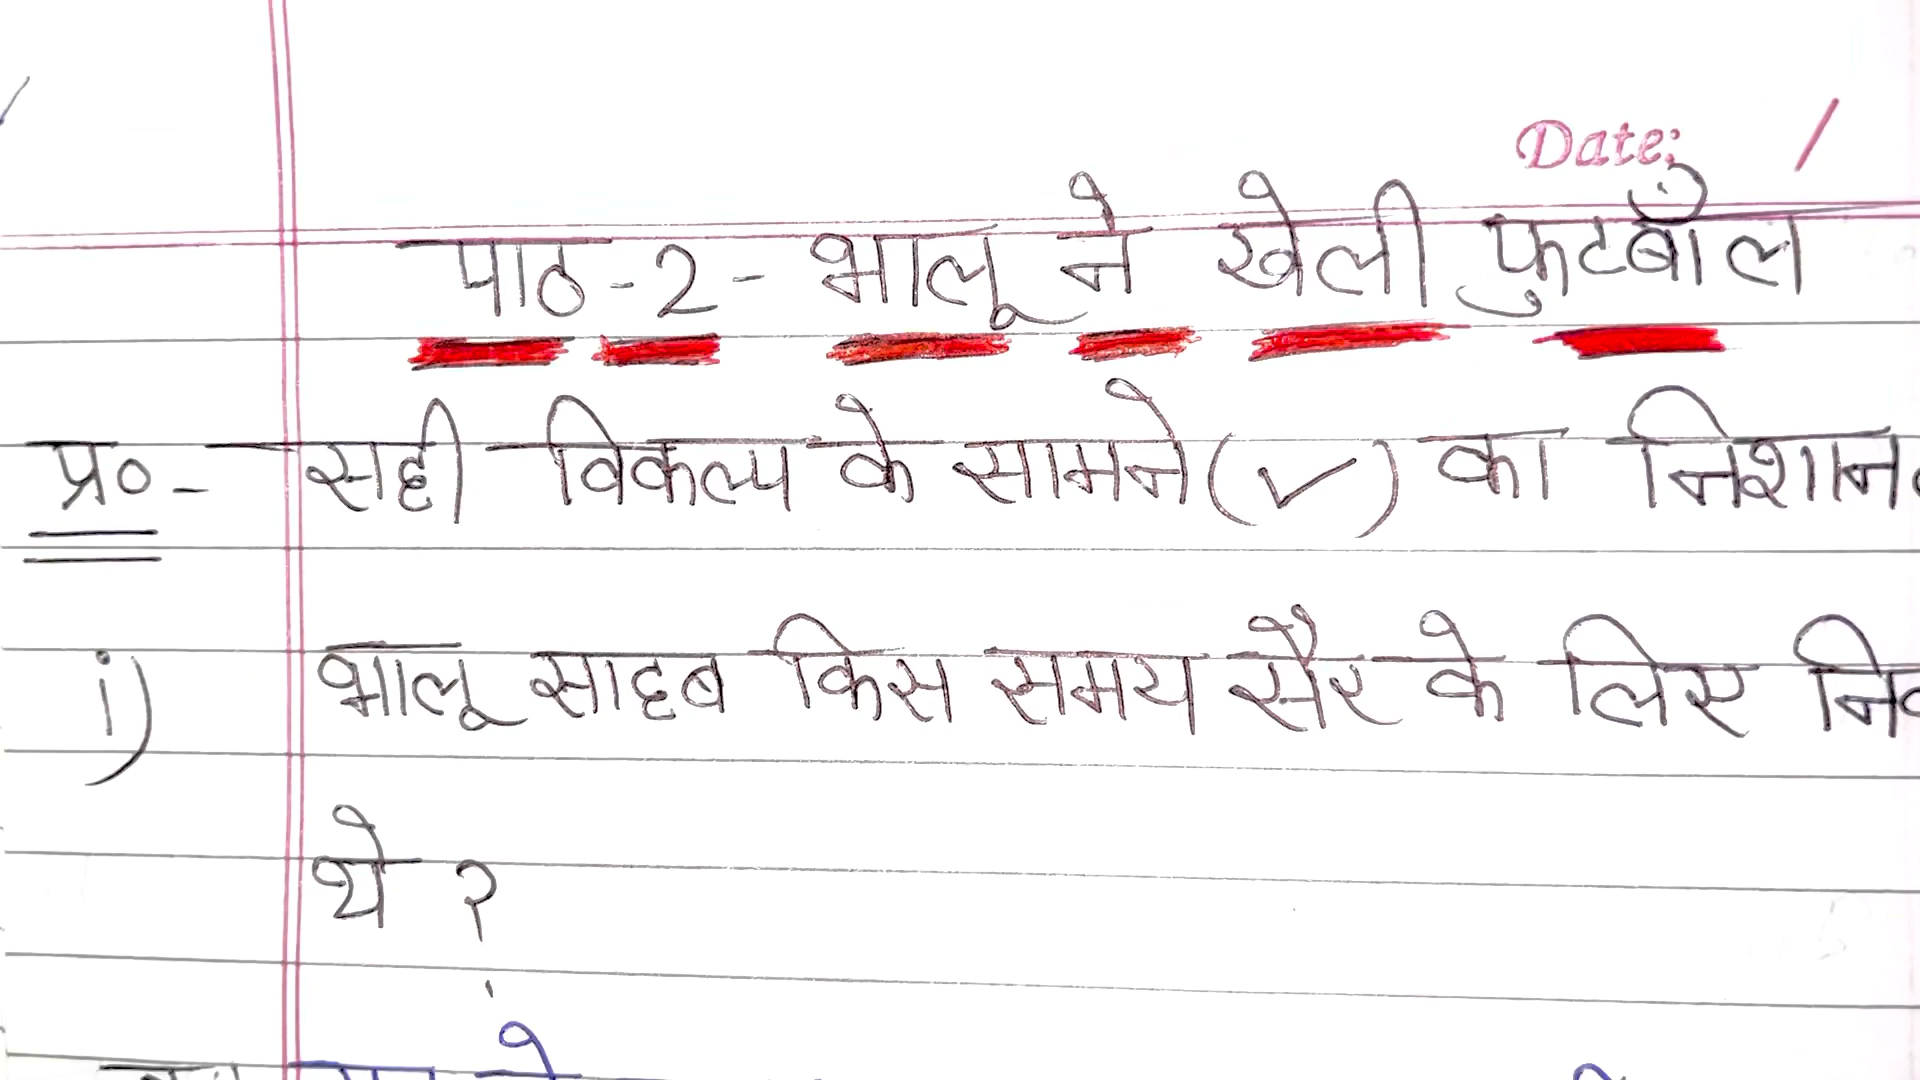 Date: /
पाठ-2- भालू ने खेली फुटबॉल
प्र०- सही विकल्प के सामने (✓) का निशान
i) भालू साहब किस समय सैर के लिए
थे ?